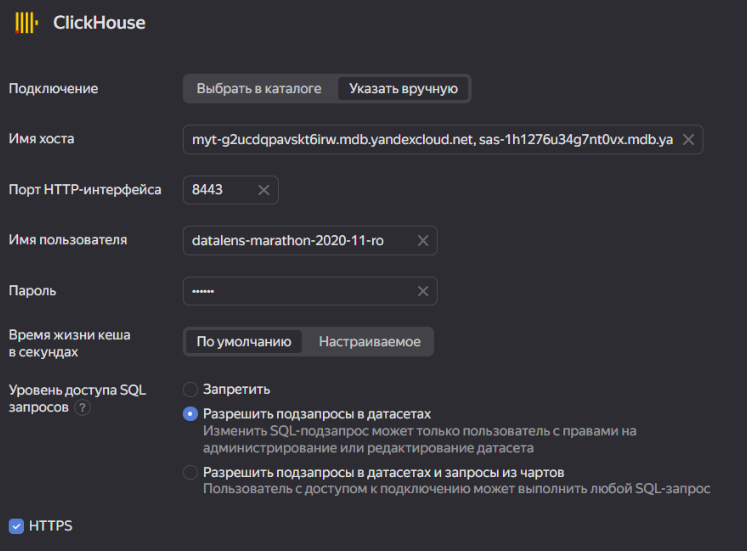 ClickHouse
Подключение Выбрать в каталоге Указать вручную
Имя хоста myt-g2ucdqpavskt6irw.mdb.yandexcloud.net, sas-1h1276u34g7nt0vx.mdb.ya
Порт HTTP-интерфейса 8443
Имя пользователя datalens-marathon-2020-11-ro
Пароль ••••••
Время жизни кеша
в секундах
По умолчанию Настраиваемое
Уровень доступа SQL
запросов ?
Запретить
Разрешить подзапросы в датасетах
Изменить SQL-подзапрос может только пользователь с правами на
администрирование или редактирование датасета
Разрешить подзапросы в датасетах и запросы из чартов
Пользователь с доступом к подключению может выполнить любой SQL-запрос
HTTPS